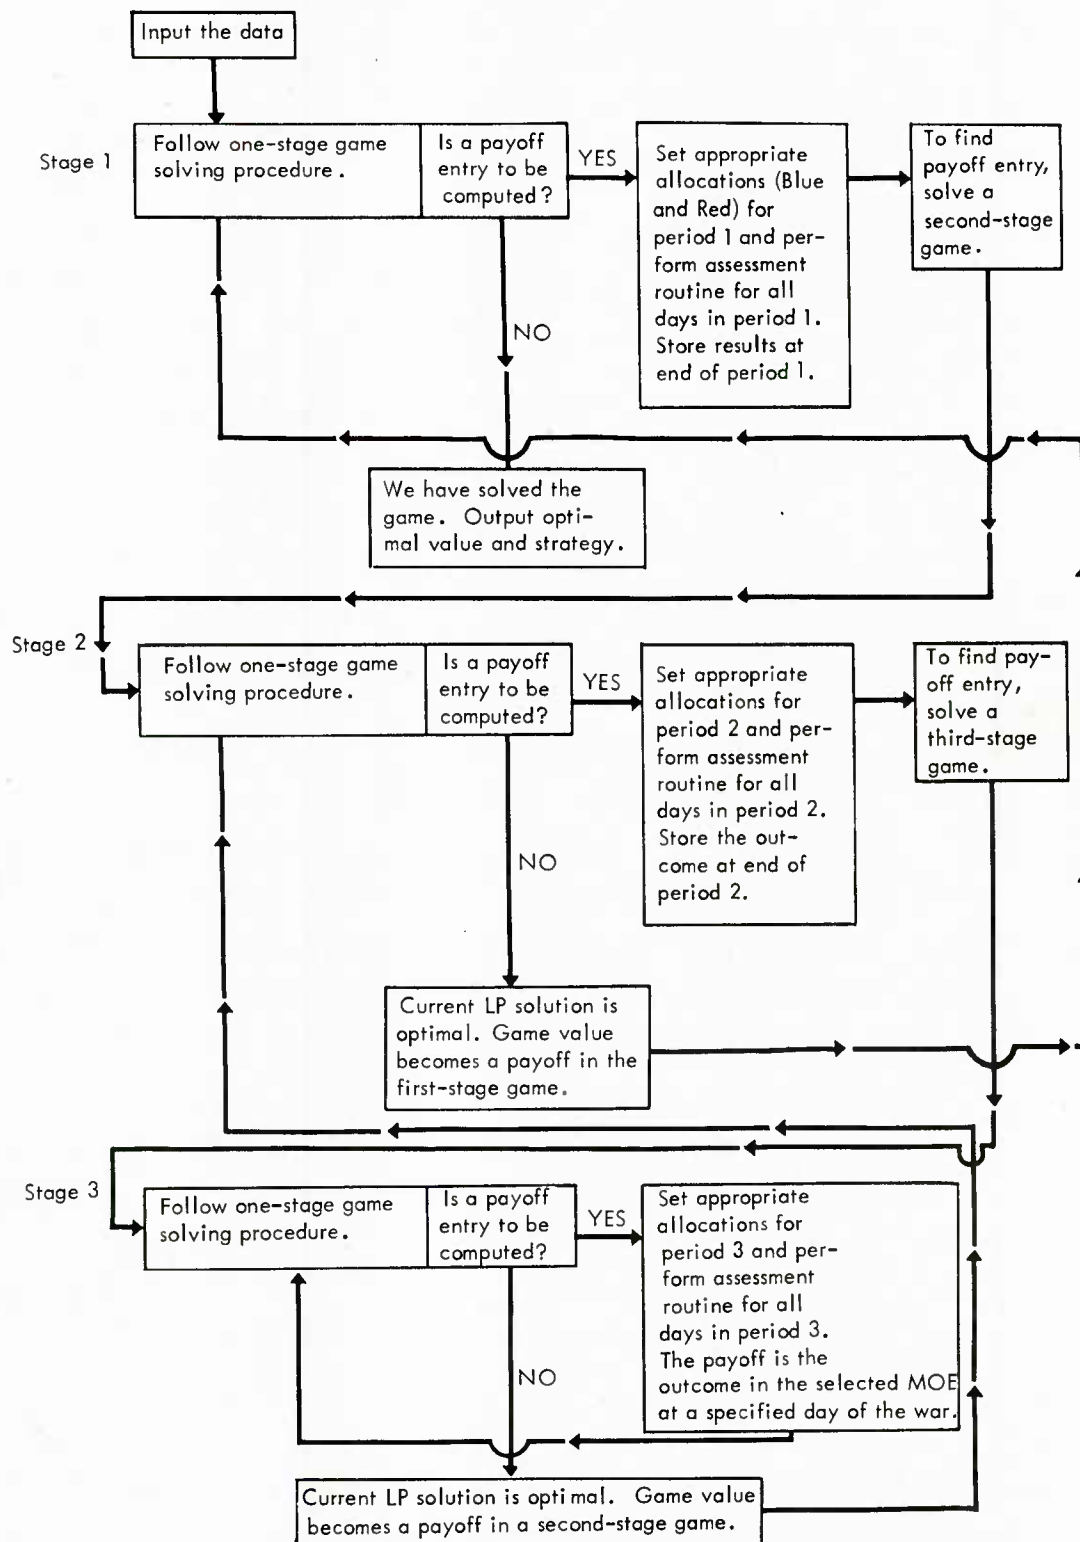 Input the data
Stage 1
Follow one-stage game
solving procedure.
Is a payoff
entry to be
computed?
YES
Set appropriate
allocations (Blue
and Red) for
period 1 and per-
form assessment
routine for all
days in period 1.
Store results at
end of period 1.
To find
payoff entry,
solve a
second-stage
game.
NO
We have solved the
game. Output opti-
mal value and strategy.
Stage 2
Follow one-stage game
solving procedure.
Is a payoff
entry to be
computed?
YES
Set appropriate
allocations for
period 2 and per-
form assessment
routine for all
days in period 2.
Store the out-
come at end of
period 2.
To find pay-
off entry,
solve a
third-stage
game.
NO
Current LP solution is
optimal. Game value
becomes a payoff in the
first-stage game.
Stage 3
Follow one-stage game
solving procedure.
Is a payoff
entry to be
computed?
YES
Set appropriate
allocations for
period 3 and per-
form assessment
routine for all
days in period 3.
The payoff is the
outcome in the selected MOE
at a specified day of the war.
NO
Current LP solution is optimal. Game value
becomes a payoff in a second-stage game.